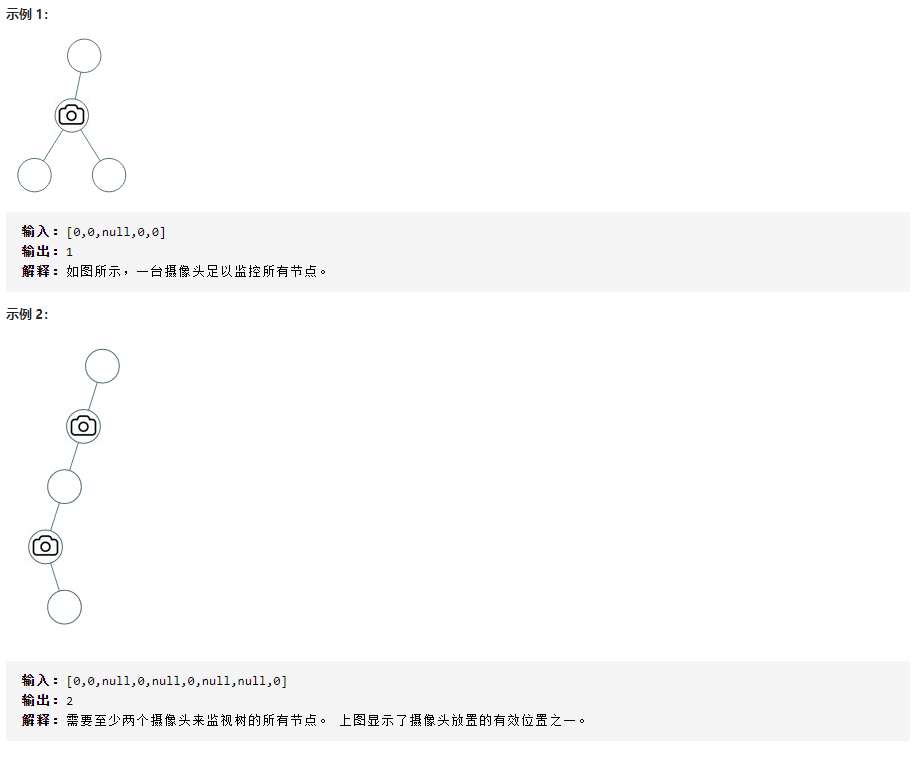 示例 1：
输入：[0,0,null,0,0]
输出：1
解释：如图所示，一台摄像头足以监控所有节点。
示例 2：
输入：[0,0,null,0,null,0,null,null,0]
输出：2
解释：需要至少两个摄像头来监视树的所有节点。 上图显示了摄像头放置的有效位置之一。